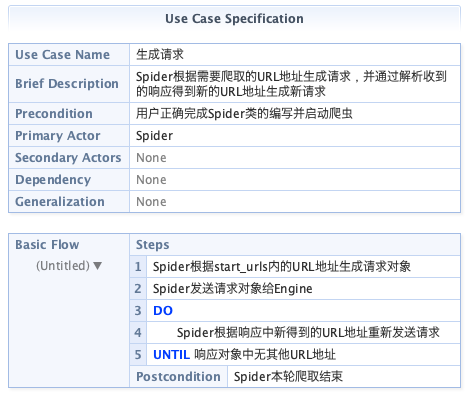 Use Case Specification
Use Case Name 生成请求
Brief Description Spider根据需要爬取的URL地址生成请求，并通过解析收到
的响应得到新的URL地址生成新请求
Precondition 用户正确完成Spider类的编写并启动爬虫
Primary Actor Spider
Secondary Actors None
Dependency None
Generalization None
Basic Flow Steps
(Untitled) ▼
1 Spider根据start_urls内的URL地址生成请求对象
2 Spider发送请求对象给Engine
3 DO
4 Spider根据响应中新得到的URL地址重新发送请求
5 UNTIL 响应对象中无其他URL地址
Postcondition Spider本轮爬取结束